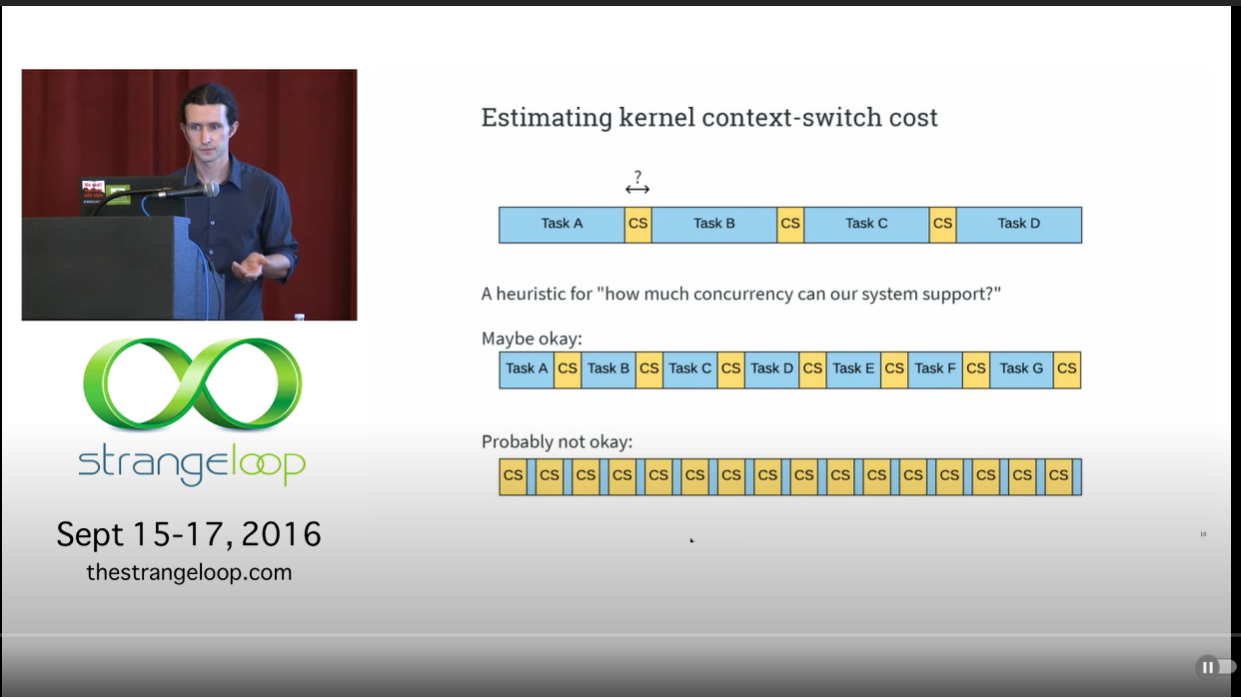 Estimating kernel context-switch cost
?
Task A CS Task B CS Task C CS Task D
A heuristic for "how much concurrency can our system support?"
Maybe okay:
Task A CS Task B CS Task C CS Task D CS Task E CS Task F CS Task G CS
Probably not okay:
CS CS CS CS CS CS CS CS CS CS CS CS CS CS CS CS
strangeloop
Sept 15-17, 2016
thestrangeloop.com